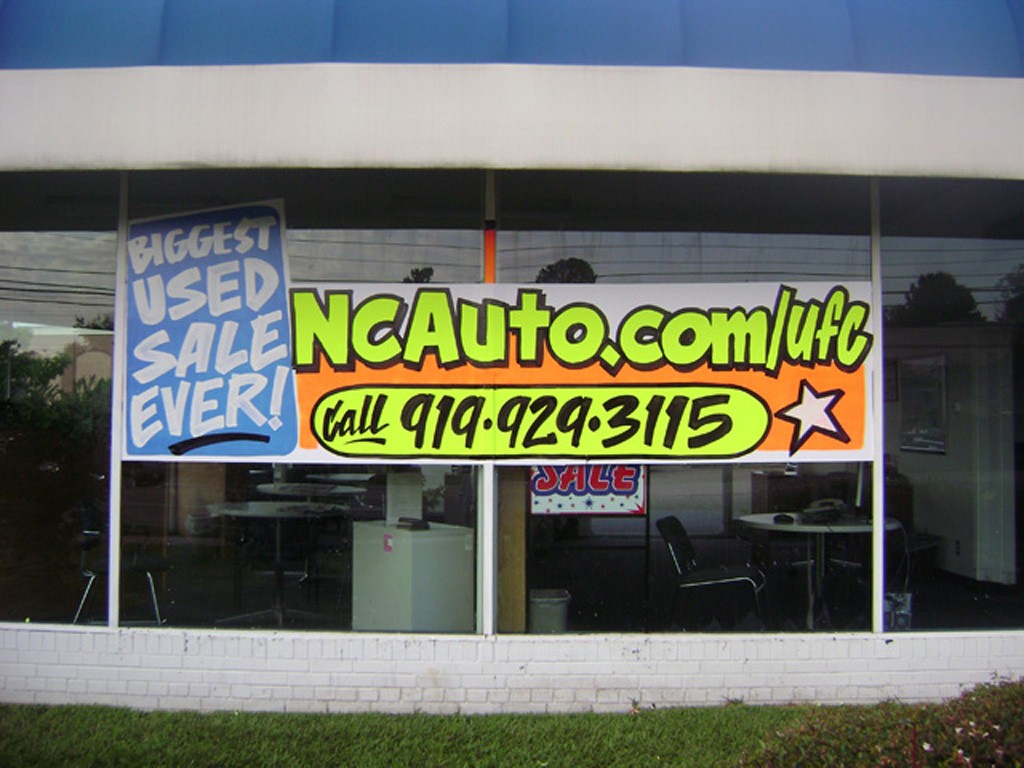 BIGGEST
USED
SALE
EVER!
NCAuto.com/ufc
Call 919·929·3115
SALE